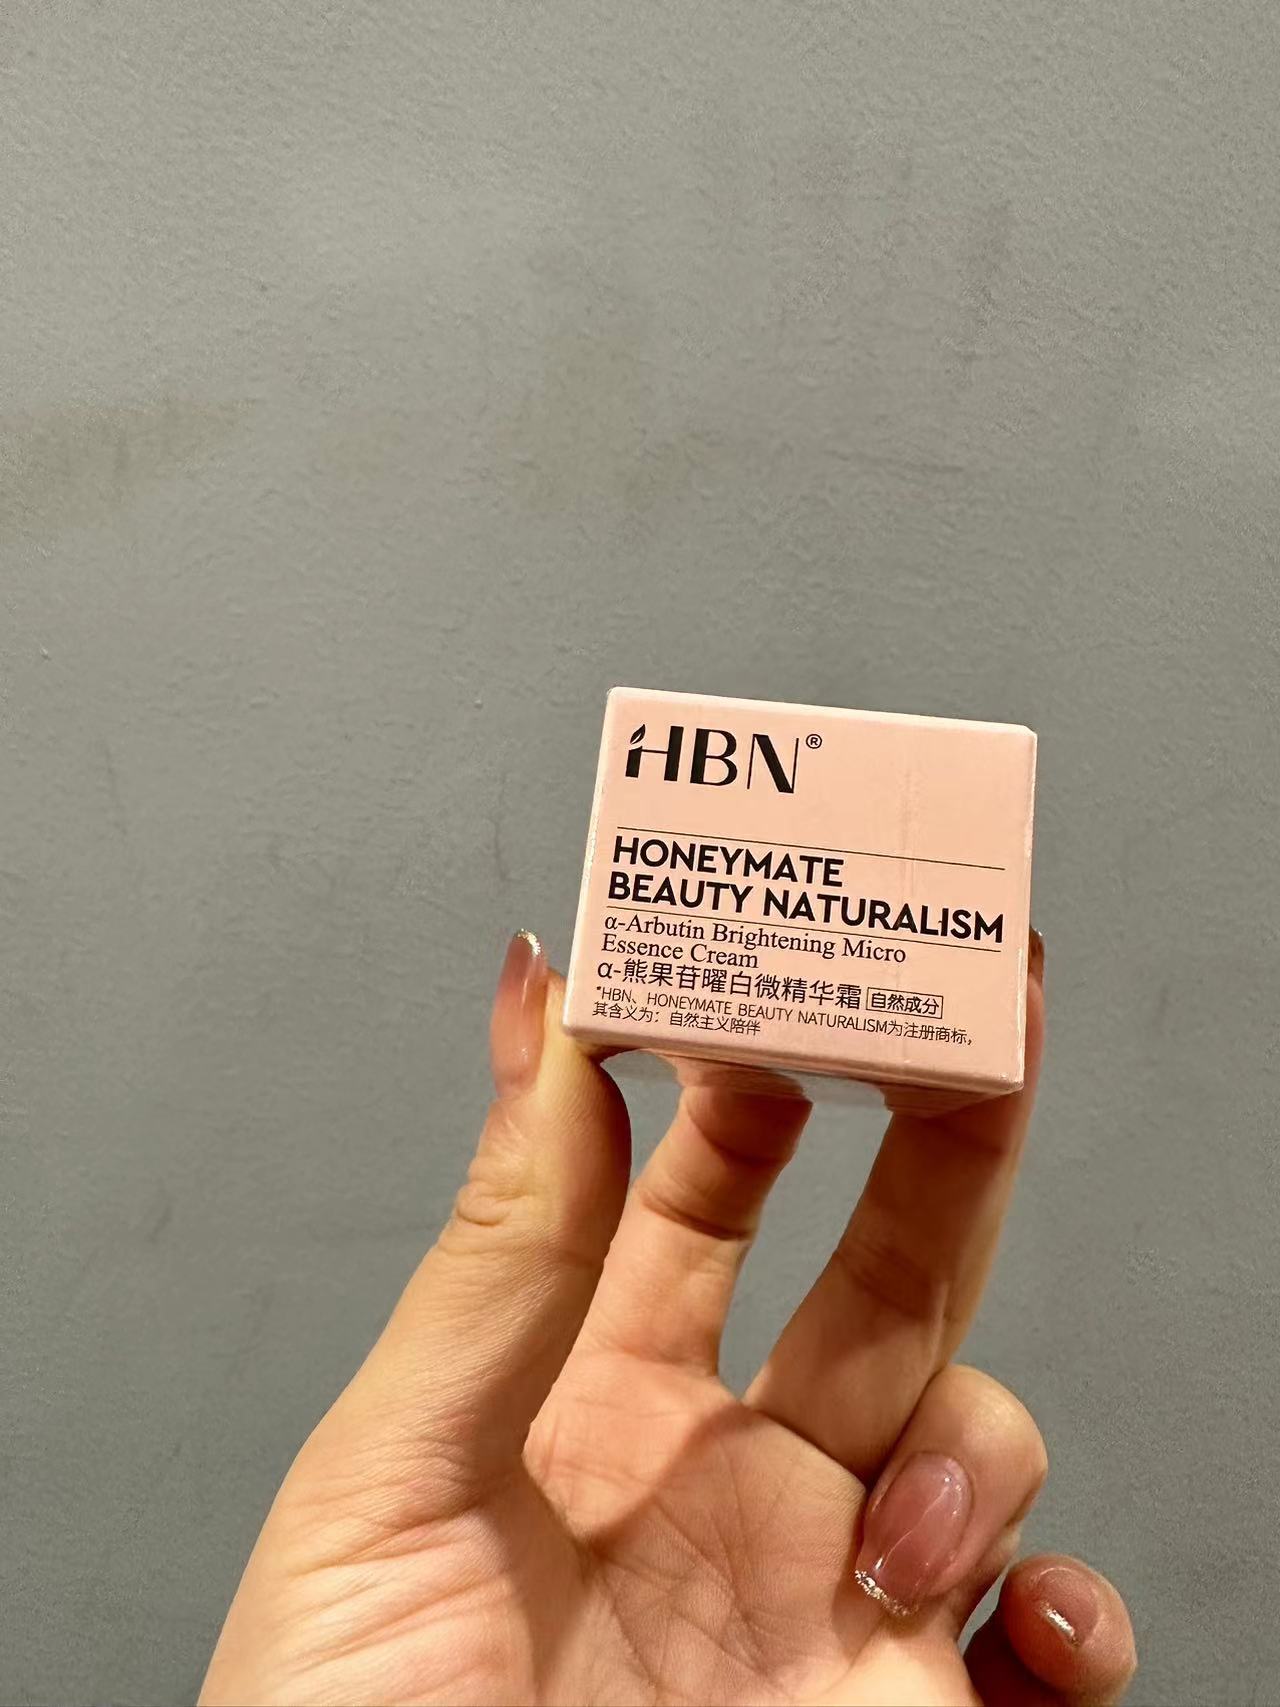 HBN®
HONEYMATE
BEAUTY NATURALISM
α-Arbutin Brightening Micro
Essence Cream
α-熊果苷曜白微精华霜 自然成分
*HBN、HONEYMATE BEAUTY NATURALISM为注册商标,
其含义为：自然主义陪伴